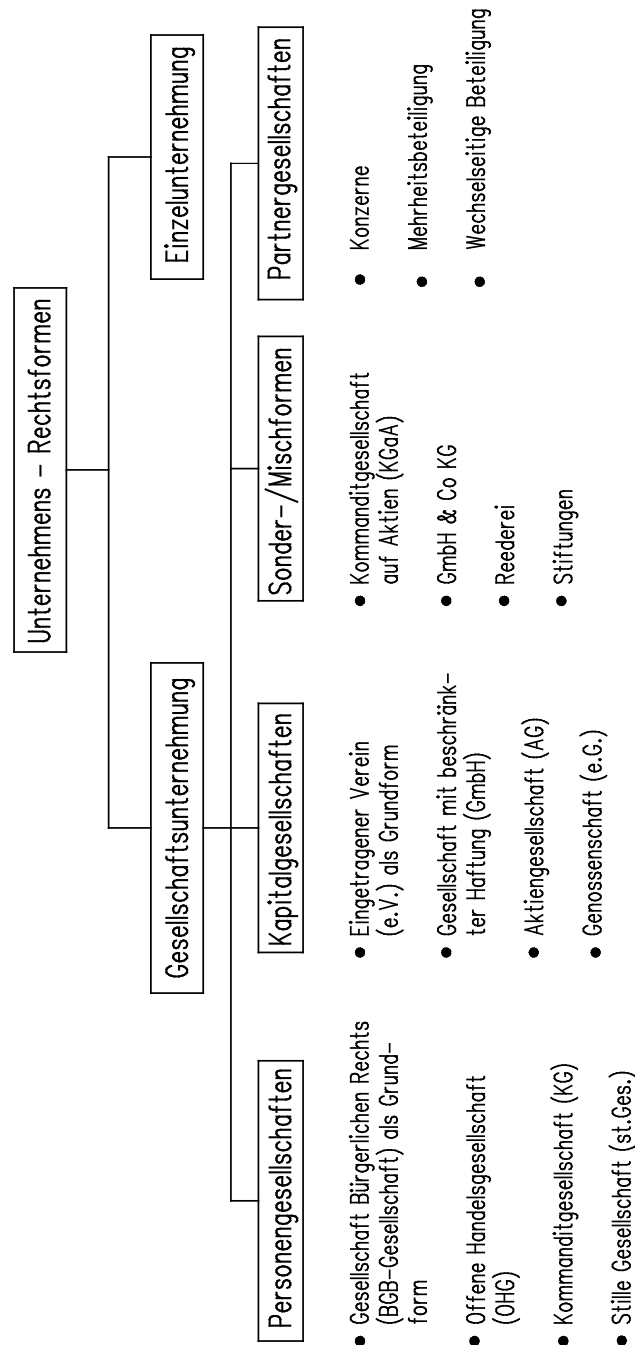 Unternehmens - Rechtsformen
Gesellschaftsunternehmung
Einzelunternehmung
Personengesellschaften
Kapitalgesellschaften
Sonder-/Mischformen
Partnergesellschaften
• Gesellschaft Bürgerlichen Rechts
(BGB-Gesellschaft) als Grund-
form
• Offene Handelsgesellschaft
(OHG)
• Kommanditgesellschaft (KG)
• Stille Gesellschaft (st.Ges.)
• Eingetragener Verein
(e.V.) als Grundform
• Gesellschaft mit beschränk-
ter Haftung (GmbH)
• Aktiengesellschaft (AG)
• Genossenschaft (e.G.)
• Kommanditgesellschaft
auf Aktien (KGaA)
• GmbH & Co KG
• Reederei
• Stiftungen
• Konzerne
• Mehrheitsbeteiligung
• Wechselseitige Beteiligung